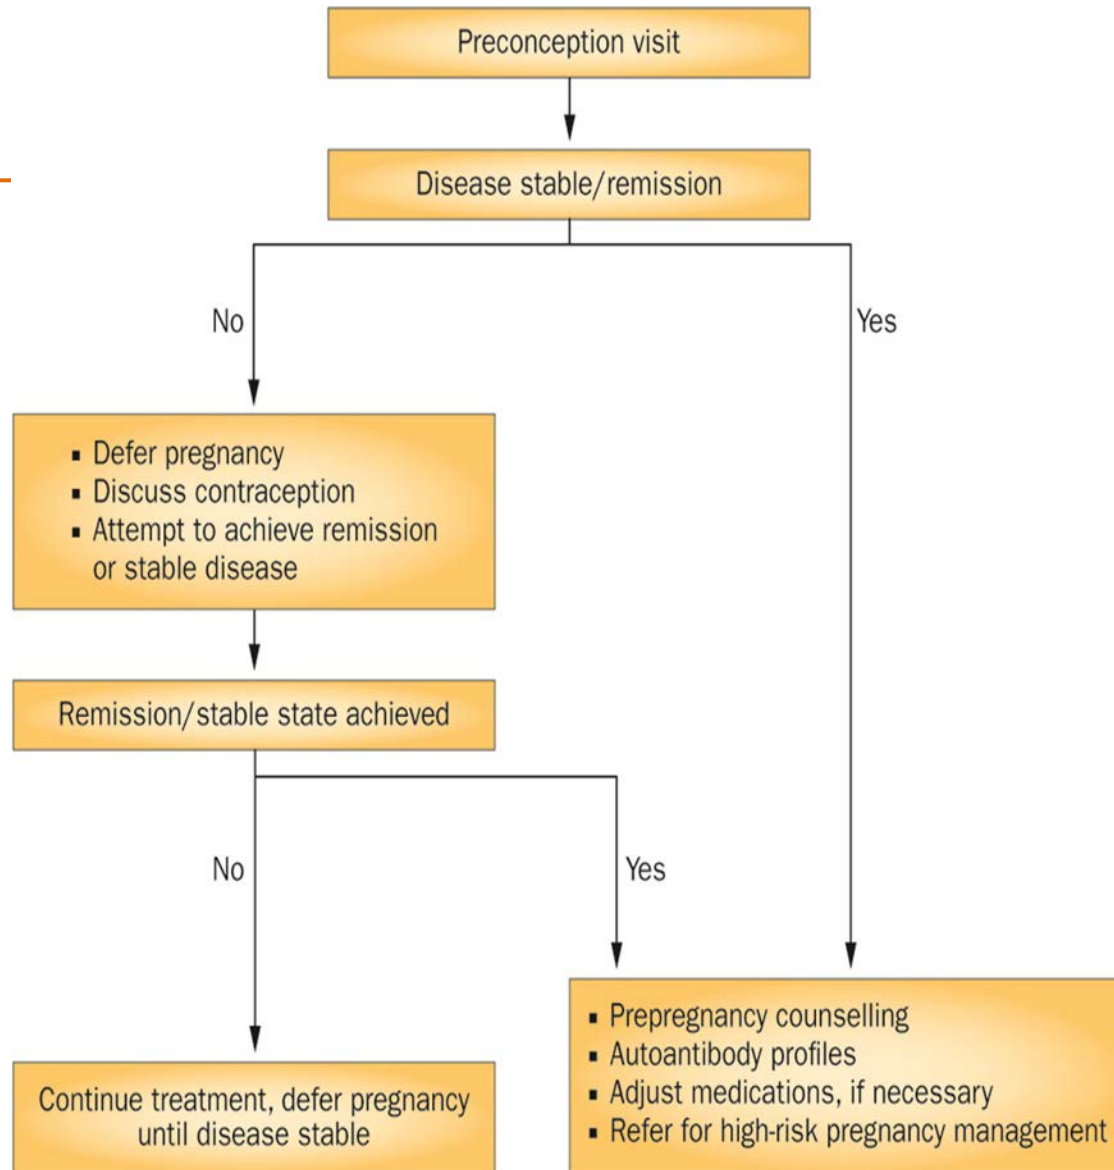 Preconception visit
Disease stable/remission
No
Yes
▪ Defer pregnancy
▪ Discuss contraception
▪ Attempt to achieve remission
or stable disease
Remission/stable state achieved
No
Yes
Continue treatment, defer pregnancy
until disease stable
▪ Prepregnancy counselling
▪ Autoantibody profiles
▪ Adjust medications, if necessary
▪ Refer for high-risk pregnancy management